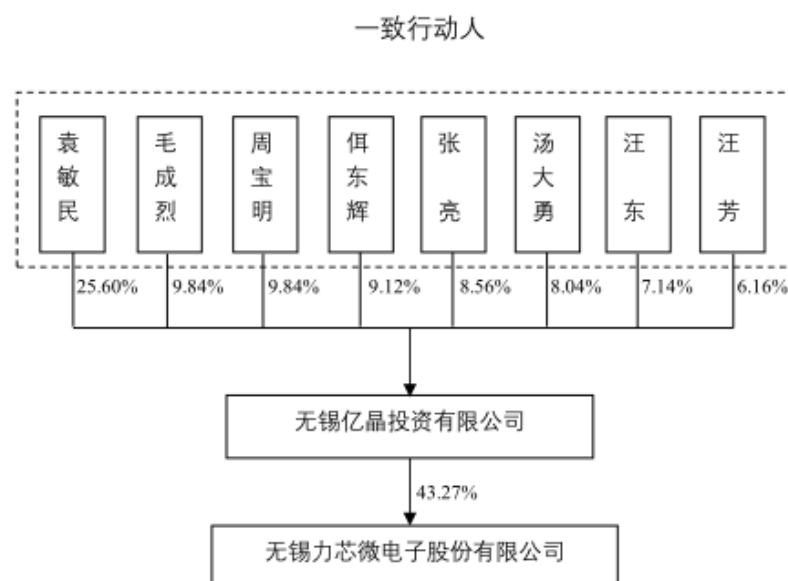 一致行动人
袁敏民
毛成烈
周宝明
佴东辉
张亮
汤大勇
汪东
汪芳
25.60%
9.84%
9.84%
9.12%
8.56%
8.04%
7.14%
6.16%
无锡亿晶投资有限公司
43.27%
无锡力芯微电子股份有限公司